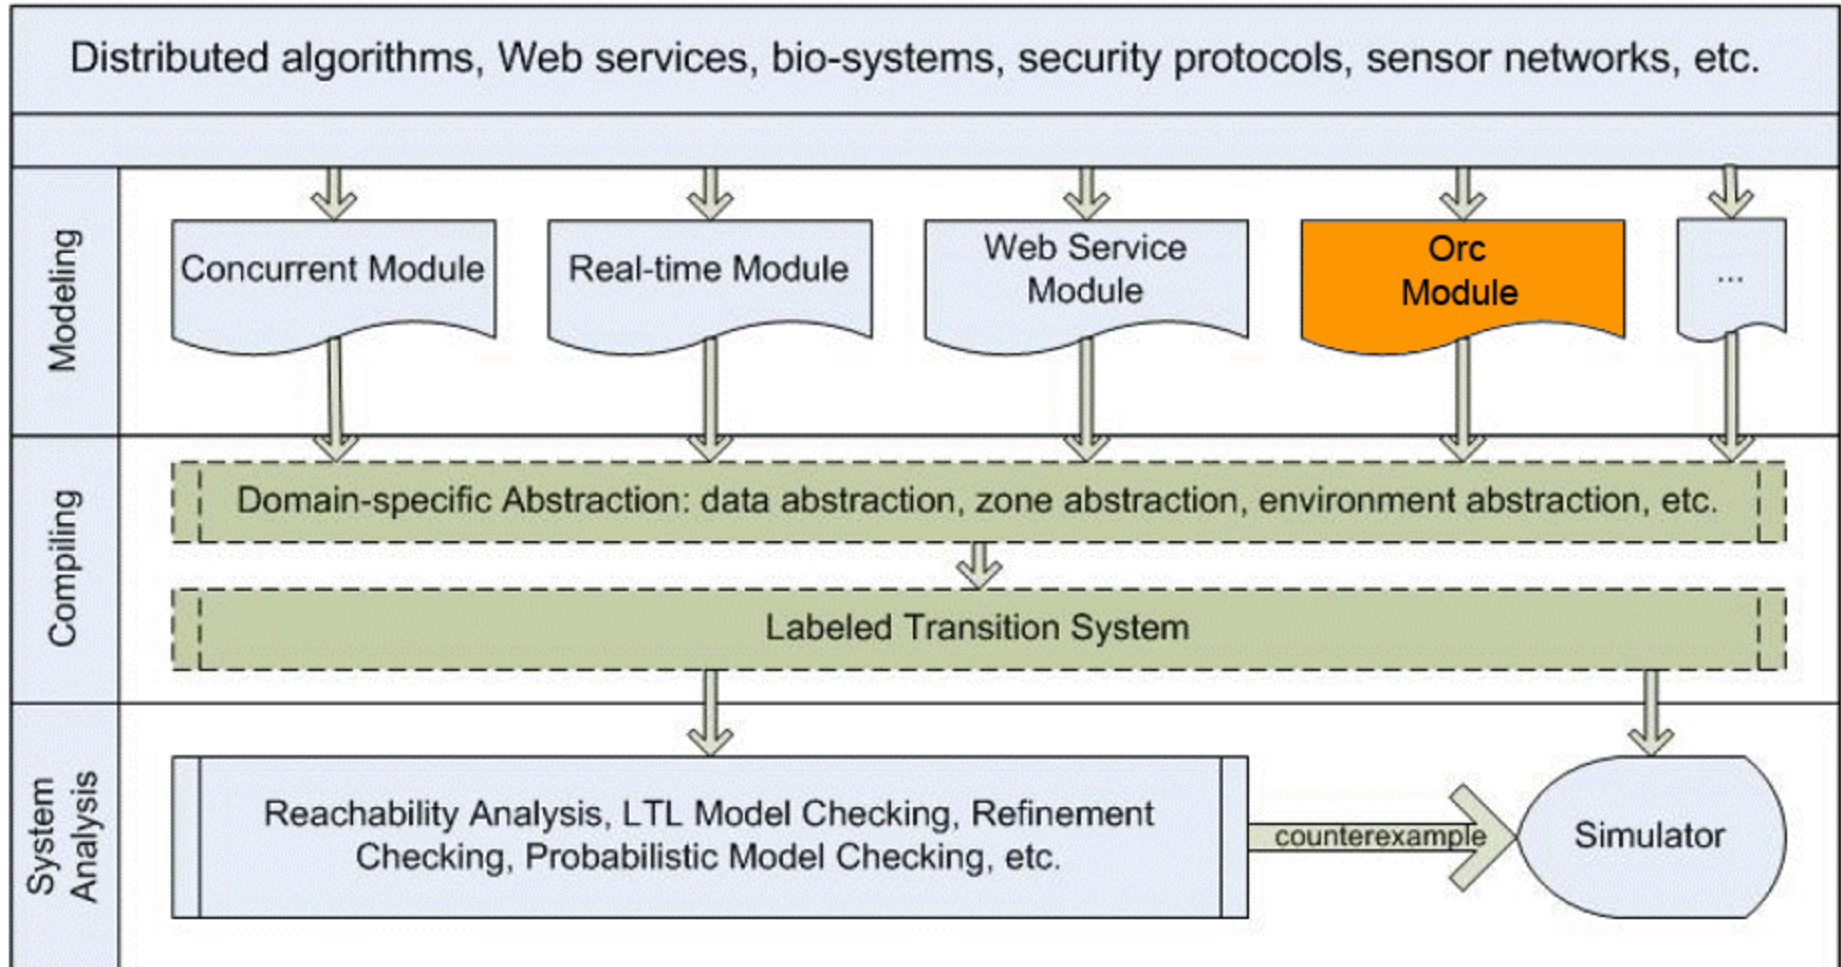 Distributed algorithms, Web services, bio-systems, security protocols, sensor networks, etc.
Modeling
Concurrent Module
Real-time Module
Web Service
Module
Orc
Module
...
Compiling
Domain-specific Abstraction: data abstraction, zone abstraction, environment abstraction, etc.
Labeled Transition System
System
Analysis
Reachability Analysis, LTL Model Checking, Refinement
Checking, Probabilistic Model Checking, etc.
counterexample
Simulator